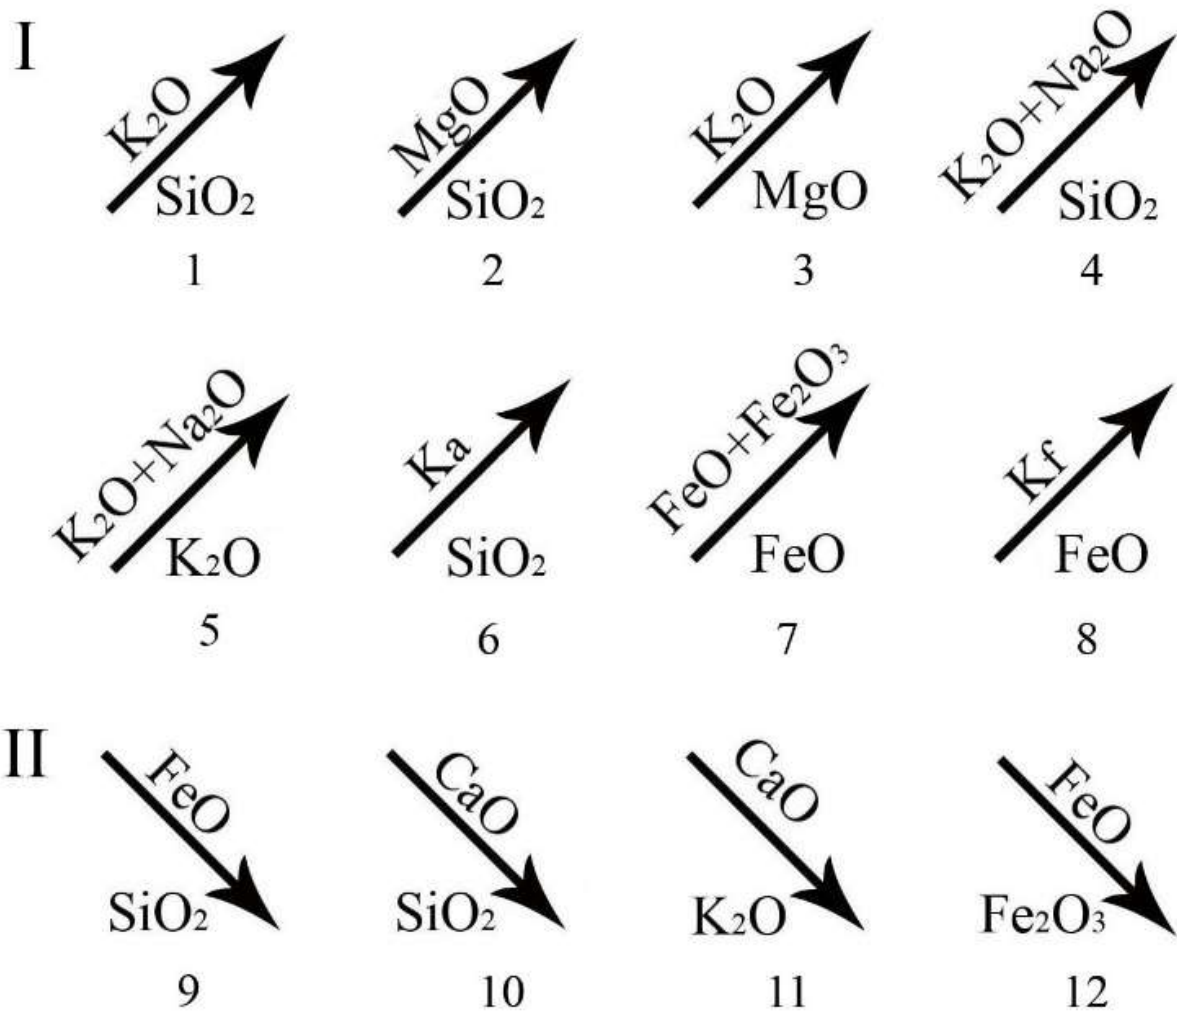 I
K₂O
SiO₂
1
MgO
SiO₂
2
K₂O
MgO
3
K₂O+Na₂O
SiO₂
4
K₂O+Na₂O
K₂O
5
Ka
SiO₂
6
FeO+Fe₂O₃
FeO
7
Kf
FeO
8
II
FeO
SiO₂
9
CaO
SiO₂
10
CaO
K₂O
11
FeO
Fe₂O₃
12